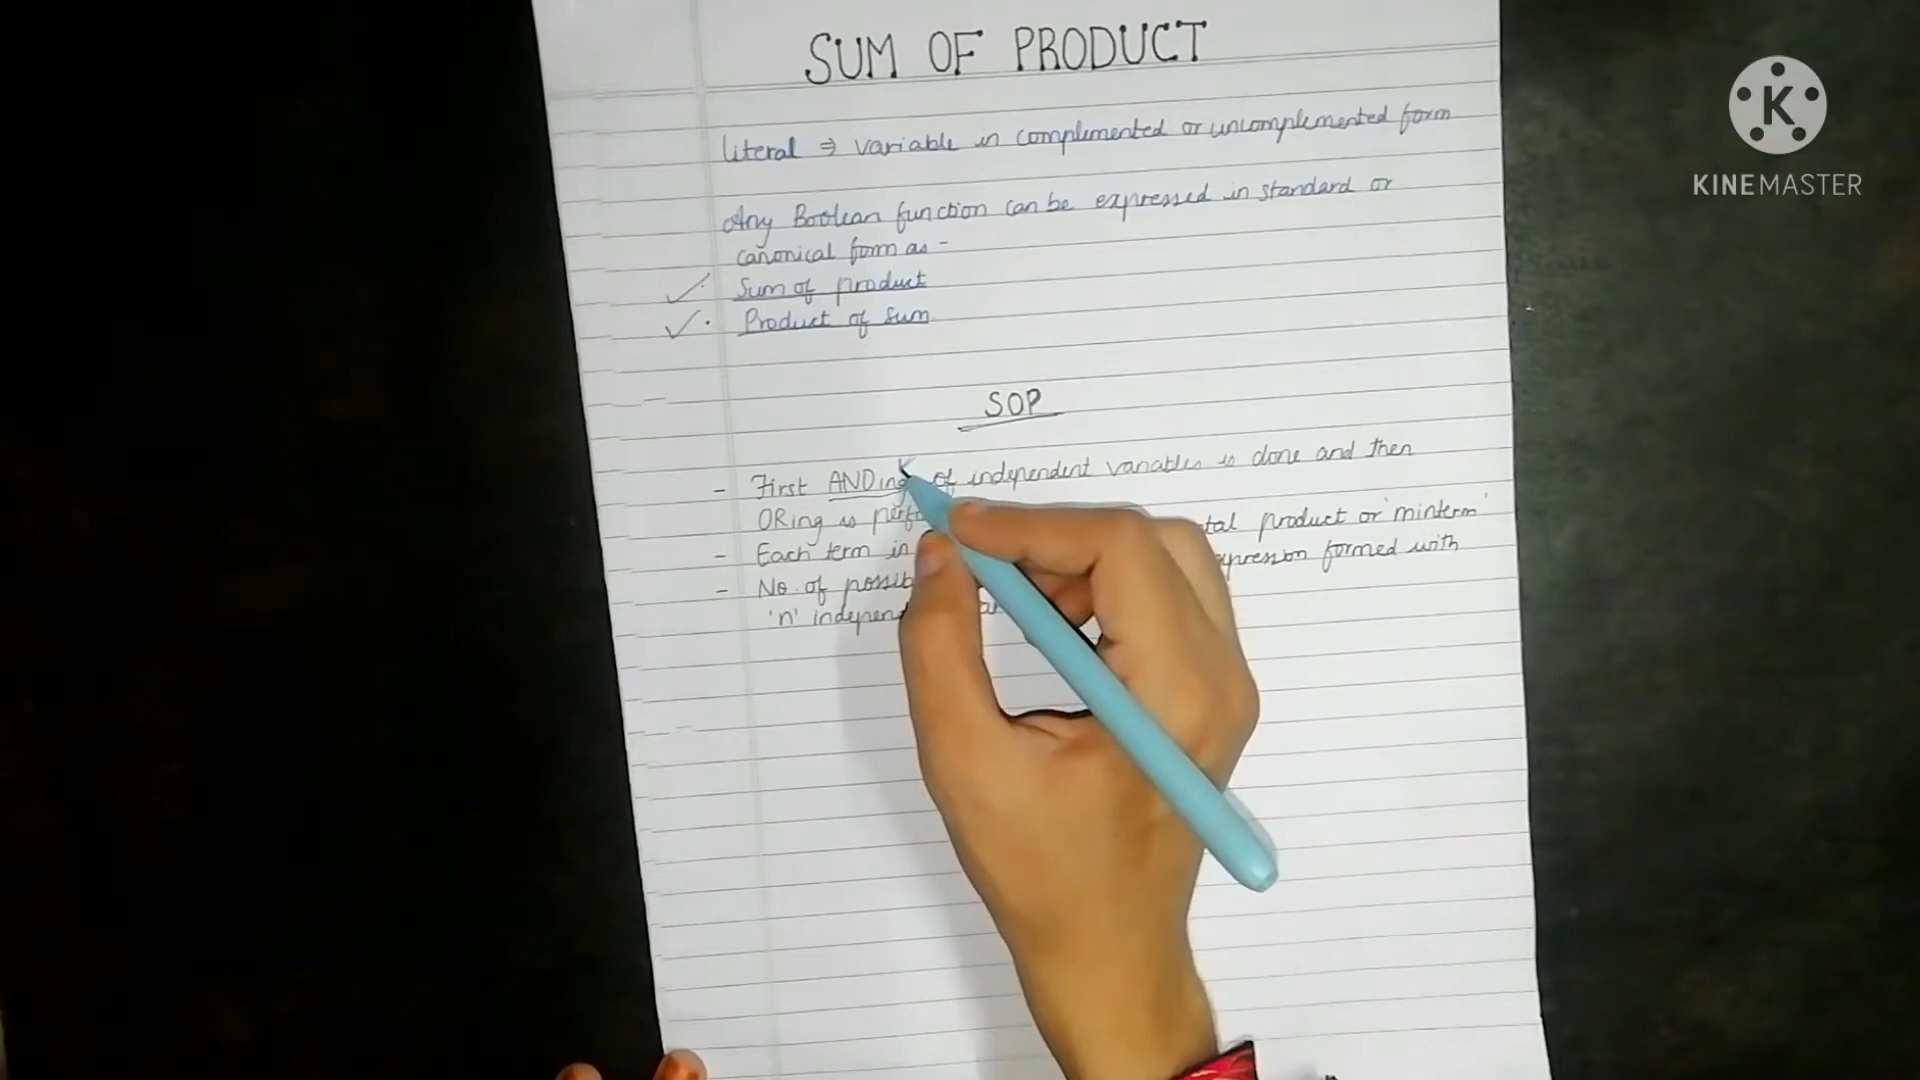 SUM OF PRODUCT
K
KINEMASTER
literal ⇒ variable in complemented or uncomplemented form
Any Boolean function can be expressed in standard or
canonical form as -
✓ . Sum of product
✓ . Product of Sum
SOP
- First ANDing of independent variables is done and then
ORing is product or 'minterm'
- Each term in formed with
- No. of
'n'